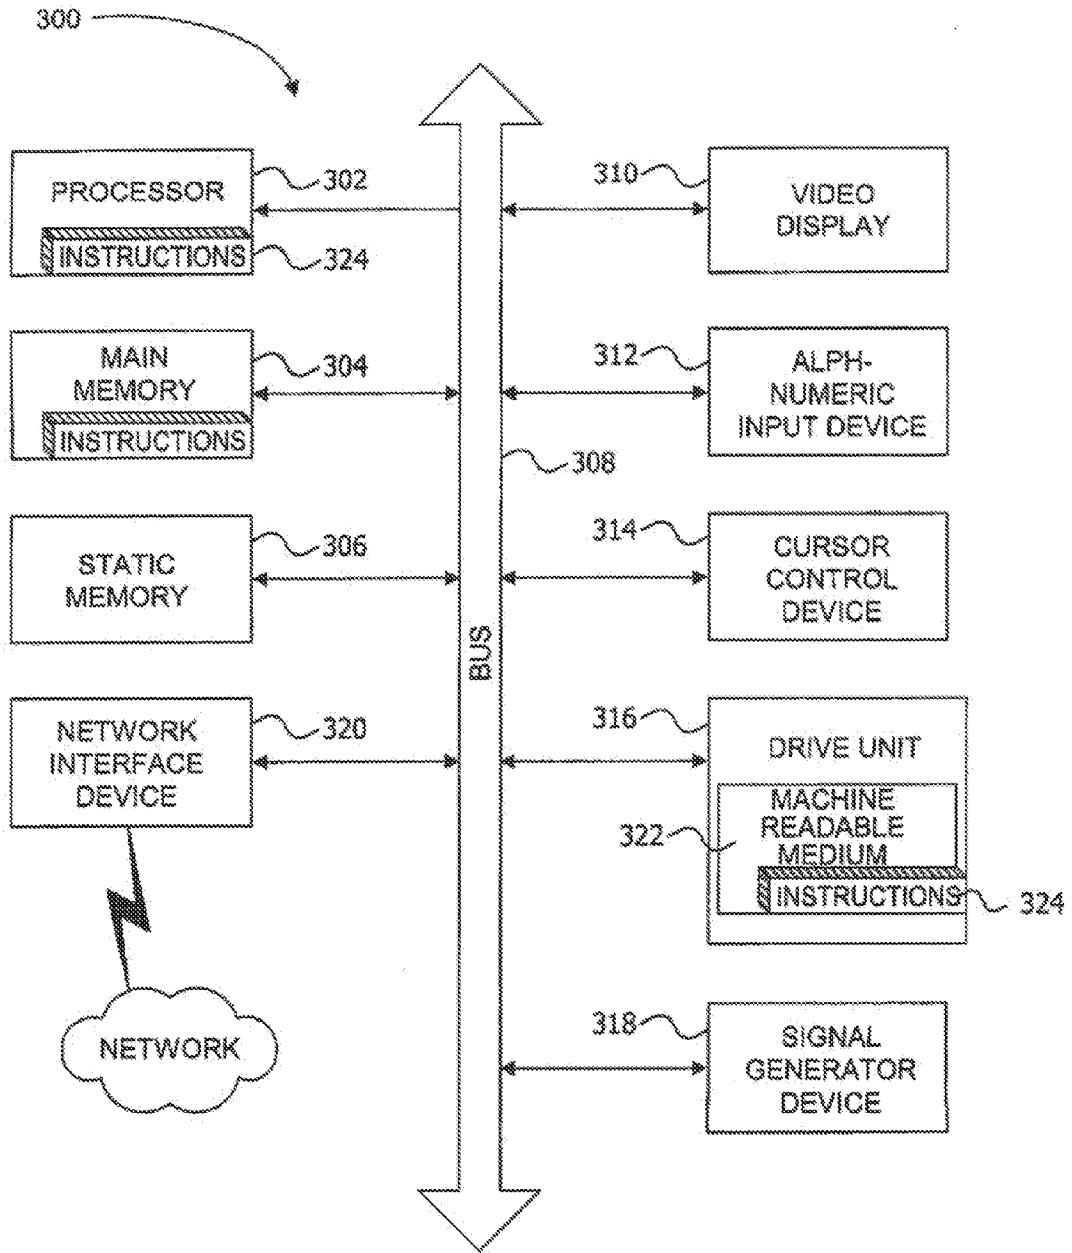 300
PROCESSOR
302
INSTRUCTIONS
324
MAIN
MEMORY
304
INSTRUCTIONS
STATIC
MEMORY
306
NETWORK
INTERFACE
DEVICE
320
NETWORK
BUS
308
310
VIDEO
DISPLAY
312
ALPH-
NUMERIC
INPUT DEVICE
314
CURSOR
CONTROL
DEVICE
316
DRIVE UNIT
322
MACHINE
READABLE
MEDIUM
INSTRUCTIONS
324
318
SIGNAL
GENERATOR
DEVICE